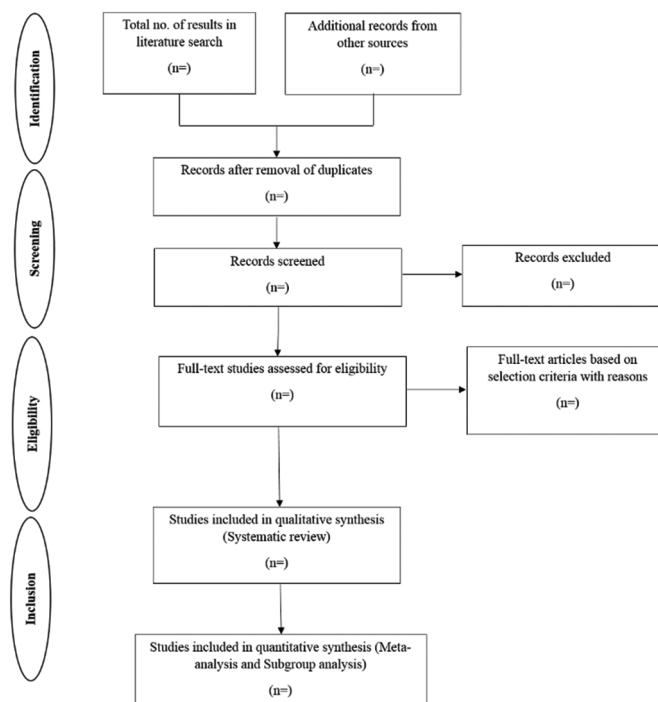 Identification
Total no. of results in
literature search
(n=)
Additional records from
other sources
(n=)
Records after removal of duplicates
(n=)
Screening
Records screened
(n=)
Records excluded
(n=)
Eligibility
Full-text studies assessed for eligibility
(n=)
Full-text articles based on
selection criteria with reasons
(n=)
Inclusion
Studies included in qualitative synthesis
(Systematic review)
(n=)
Studies included in quantitative synthesis (Meta-
analysis and Subgroup analysis)
(n=)